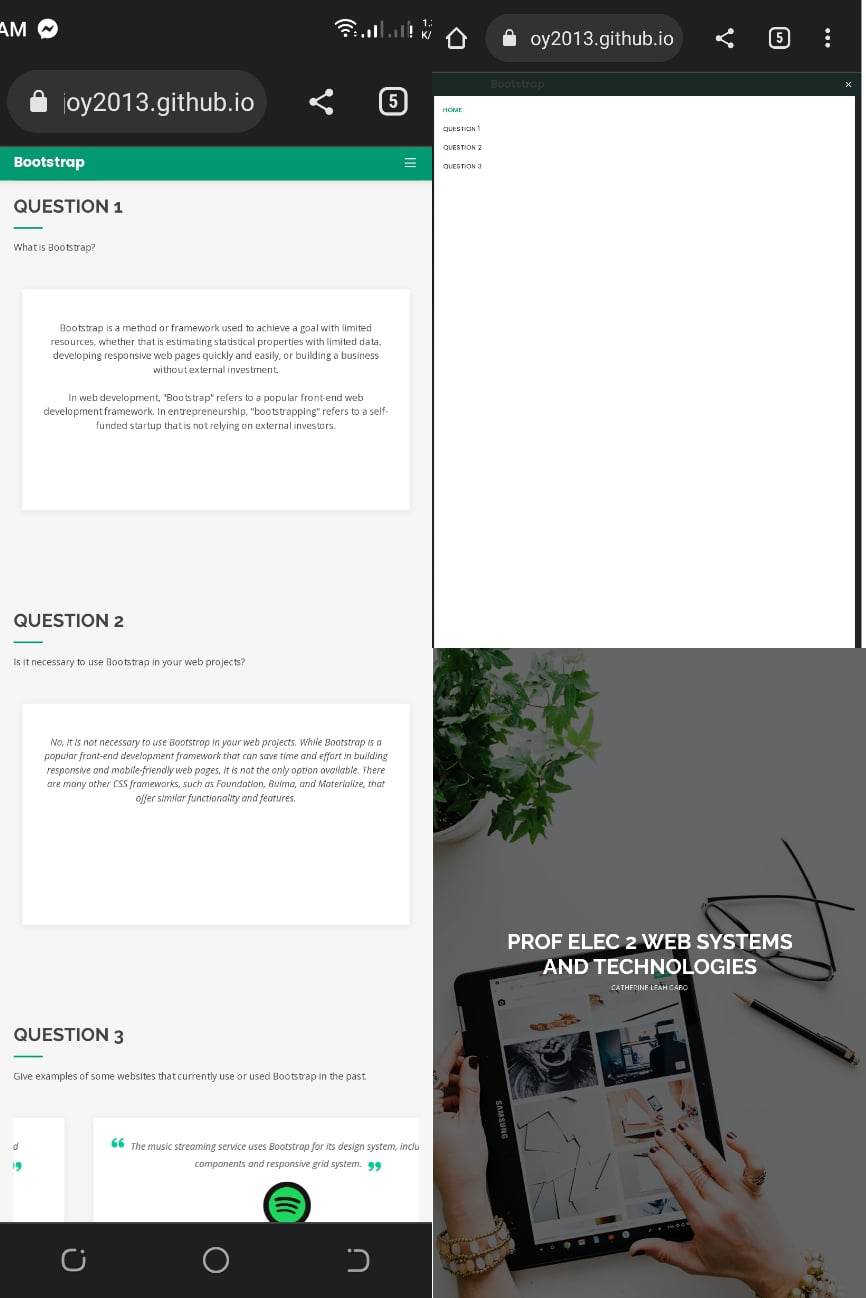 AM
1.
K/
joy2013.github.io
5
Bootstrap
QUESTION 1
What is Bootstrap?
Bootstrap is a method or framework used to achieve a goal with limited
resources, whether that is estimating statistical properties with limited data,
developing responsive web pages quickly and easily, or building a business
without external investment.
In web development, "Bootstrap" refers to a popular front-end web
development framework. In entrepreneurship, "bootstrapping" refers to a self-
funded startup that is not relying on external investors.
QUESTION 2
Is it necessary to use Bootstrap in your web projects?
No, it is not necessary to use Bootstrap in your web projects. While Bootstrap is a
popular front-end development framework that can save time and effort in building
responsive and mobile-friendly web pages, it is not the only option available. There
are many other CSS frameworks, such as Foundation, Bulma, and Materialize, that
offer similar functionality and features.
QUESTION 3
Give examples of some websites that currently use or used Bootstrap in the past.
d
The music streaming service uses Bootstrap for its design system, inclu
components and responsive grid system.
oy2013.github.io
5
Bootstrap
HOME
QUESTION 1
QUESTION 2
QUESTION 3
PROF ELEC 2 WEB SYSTEMS
AND TECHNOLOGIES
CATHERINE LEAH CABO
SAMSUNG